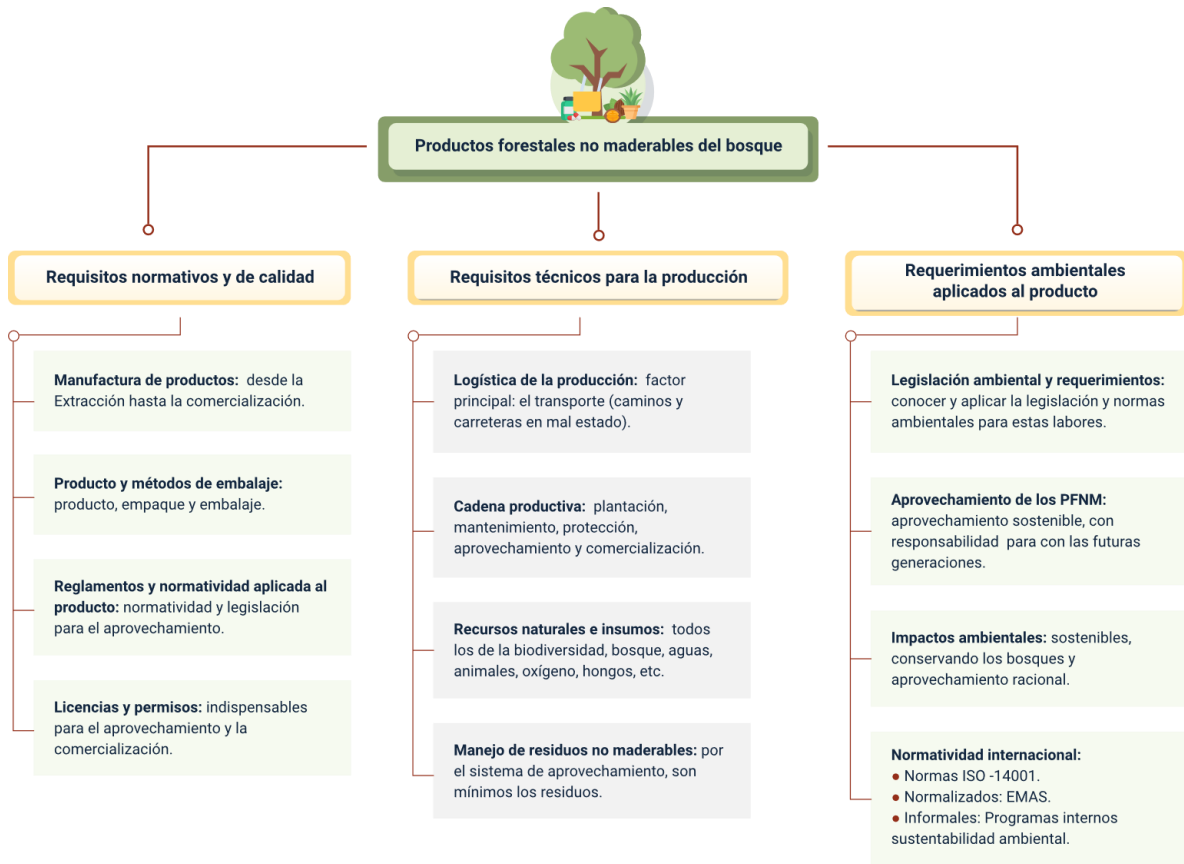 Productos forestales no maderables del bosque
Requisitos normativos y de calidad
Manufactura de productos: desde la
Extracción hasta la comercialización.
Producto y métodos de embalaje:
producto, empaque y embalaje.
Reglamentos y normatividad aplicada al
producto: normatividad y legislación
para el aprovechamiento.
Licencias y permisos: indispensables
para el aprovechamiento y la
comercialización.
Requisitos técnicos para la producción
Logística de la producción: factor
principal: el transporte (caminos y
carreteras en mal estado).
Cadena productiva: plantación,
mantenimiento, protección,
aprovechamiento y comercialización.
Recursos naturales e insumos: todos
los de la biodiversidad, bosque, aguas,
animales, oxígeno, hongos, etc.
Manejo de residuos no maderables: por
el sistema de aprovechamiento, son
mínimos los residuos.
Requerimientos ambientales
aplicados al producto
Legislación ambiental y requerimientos:
conocer y aplicar la legislación y normas
ambientales para estas labores.
Aprovechamiento de los PFNM:
aprovechamiento sostenible, con
responsabilidad para con las futuras
generaciones.
Impactos ambientales: sostenibles,
conservando los bosques y
aprovechamiento racional.
Normatividad internacional:
● Normas ISO -14001.
● Normalizados: EMAS.
● Informales: Programas internos
sustentabilidad ambiental.